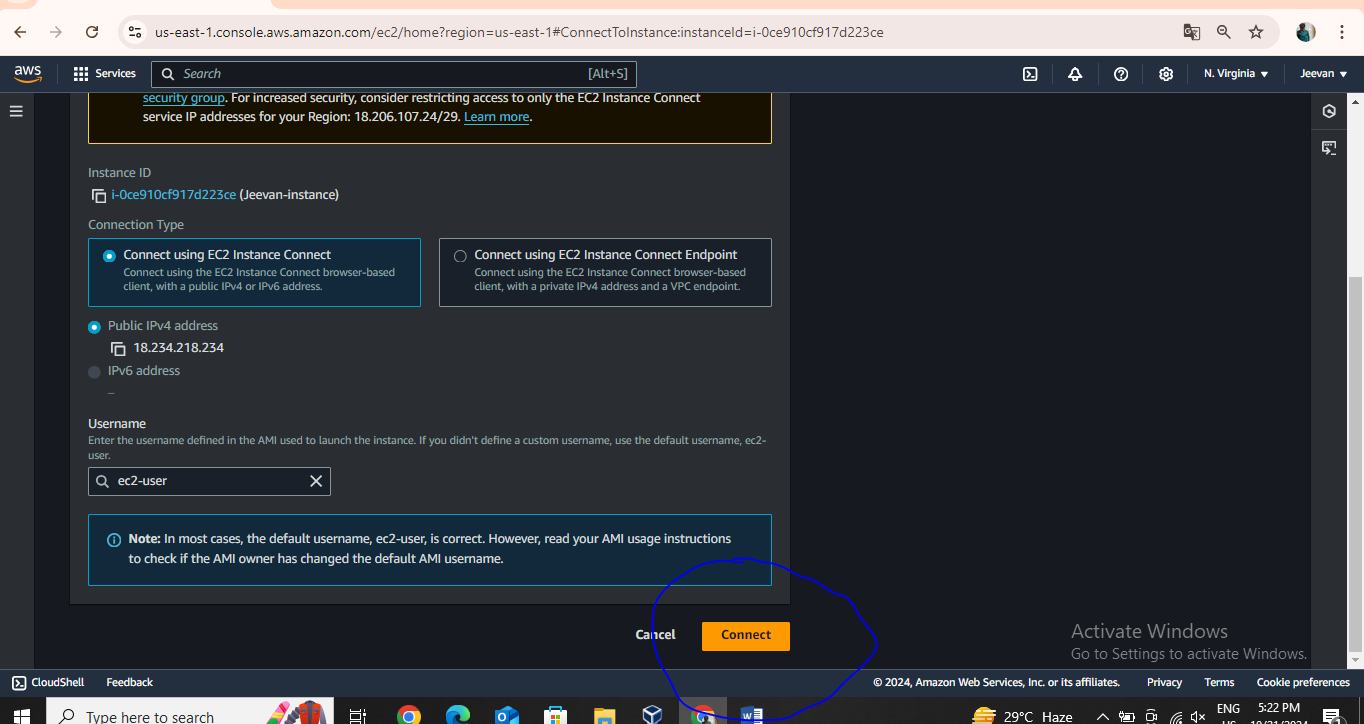 us-east-1.console.aws.amazon.com/ec2/home?region=us-east-1#ConnectToInstance:instanceId=i-0ce910cf917d223ce
aws
Services
Search
[Alt+S]
N. Virginia
Jeevan
security group. For increased security, consider restricting access to only the EC2 Instance Connect
service IP addresses for your Region: 18.206.107.24/29. Learn more.
Instance ID
i-0ce910cf917d223ce (Jeevan-instance)
Connection Type
Connect using EC2 Instance Connect
Connect using the EC2 Instance Connect browser-based
client, with a public IPv4 or IPv6 address.
Connect using EC2 Instance Connect Endpoint
Connect using the EC2 Instance Connect browser-based
client, with a private IPv4 address and a VPC endpoint.
Public IPv4 address
18.234.218.234
IPv6 address
–
Username
Enter the username defined in the AMI used to launch the instance. If you didn't define a custom username, use the default username, ec2-
user.
ec2-user
Note: In most cases, the default username, ec2-user, is correct. However, read your AMI usage instructions
to check if the AMI owner has changed the default AMI username.
Cancel
Connect
Activate Windows
Go to Settings to activate Windows.
CloudShell
Feedback
© 2024, Amazon Web Services, Inc. or its affiliates.
Privacy
Terms
Cookie preferences
Type here to search
29°C Haze
ENG
5:22 PM